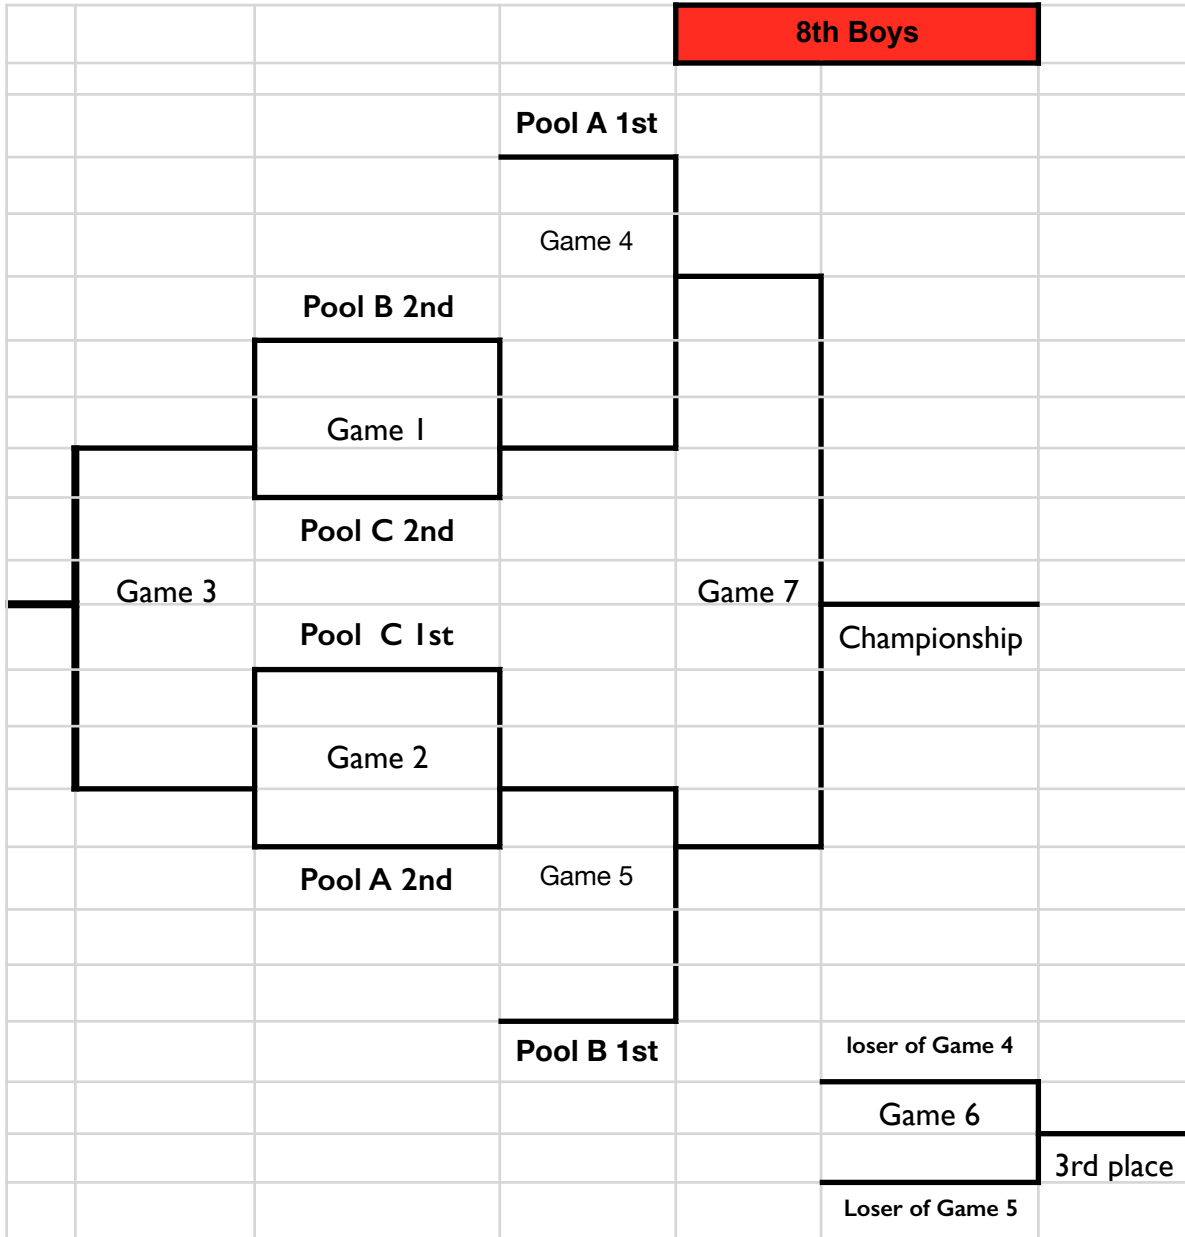 8th Boys
Pool A 1st
Game 4
Pool B 2nd
Game 1
Pool C 2nd
Game 3
Game 7
Pool C 1st
Championship
Game 2
Pool A 2nd
Game 5
Pool B 1st
loser of Game 4
Game 6
3rd place
Loser of Game 5